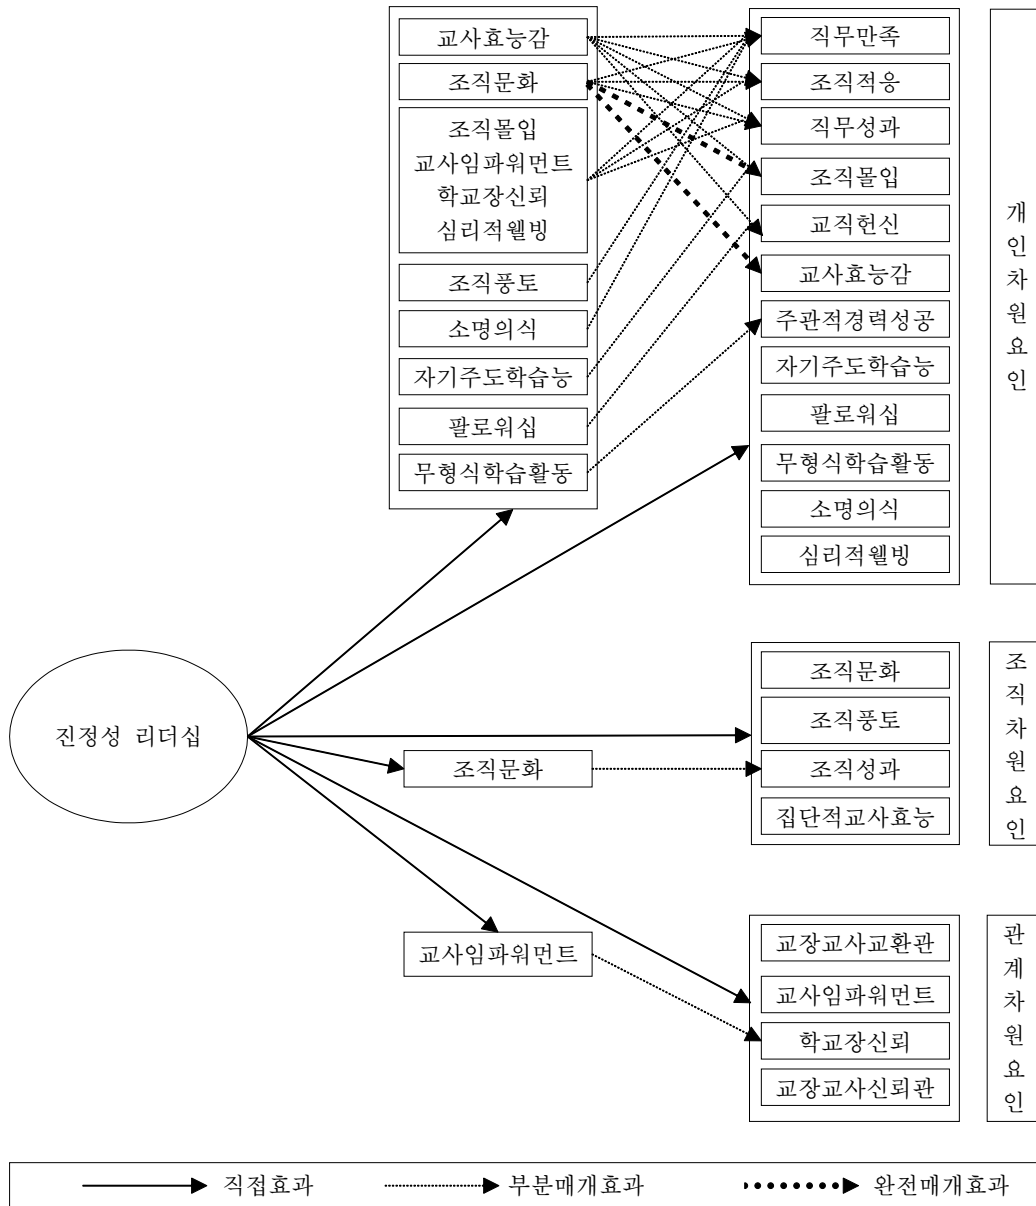 교사효능감
조직문화
조직몰입
교사임파워먼트
학교장신뢰
심리적웰빙
조직풍토
소명의식
자기주도학습능
팔로워십
무형식학습활동
직무만족
조직적응
직무성과
조직몰입
교직헌신
교사효능감
주관적경력성공
자기주도학습능
팔로워십
무형식학습활동
소명의식
심리적웰빙
개
인
차
원
요
인
진정성 리더십
조직문화
조직문화
조직풍토
조직성과
집단적교사효능
조
직
차
원
요
인
교사임파워먼트
교장교사교환관
교사임파워먼트
학교장신뢰
교장교사신뢰관
관
계
차
원
요
인
직접효과
부분매개효과
완전매개효과